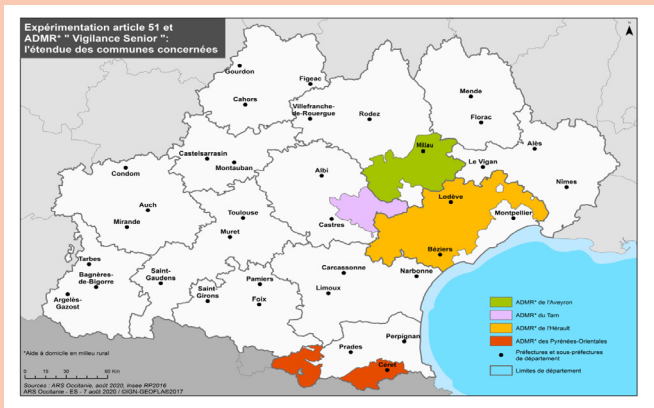 Expérimentation article 51 et
ADMR* " Vigilance Senior ":
l'étendue des communes concernées
N
Gourdon
Figeac
Cahors
Villefranche-
de-Rouergue
Rodez
Mende
Florac
Alès
Millau
Le Vigan
Nîmes
Castelsarrasin
Montauban
Condom
Albi
Auch
Lodève
Mirande
Toulouse
Castres
Montpellier
Muret
Béziers
Tarbes
Bagnères-
de-Bigorre
Saint-
Gaudens
Pamiers
Carcassonne
Narbonne
Argelès-
Gazost
Saint-
Girons
Foix
Limoux
Perpignan
Prades
Céret
ADMR* de l'Aveyron
ADMR* du Tarn
ADMR* de l'Hérault
ADMR* des Pyrénées-Orientales
Préfectures et sous-préfectures
de département
Limites de département
*Aide à domicile en milieu rural
0 15 30 60 Km
Sources : ARS Occitanie, août 2020, Insee RP2016
ARS Occitanie - ES - 7 août 2020 / ©IGN-GEOFLA®2017